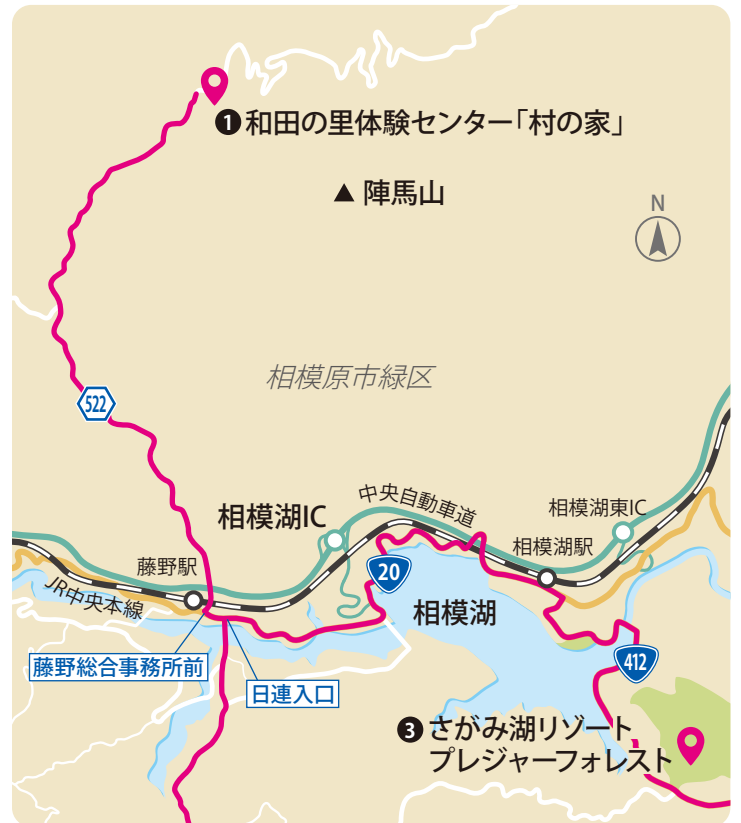 ❶和田の里体験センター「村の家」
▲ 陣馬山
N
相模原市緑区
522
中央自動車道
相模湖IC
相模湖東IC
藤野駅
相模湖駅
20
JR中央本線
相模湖
藤野総合事務所前
日連入口
412
❸さがみ湖リゾート
プレジャーフォレスト